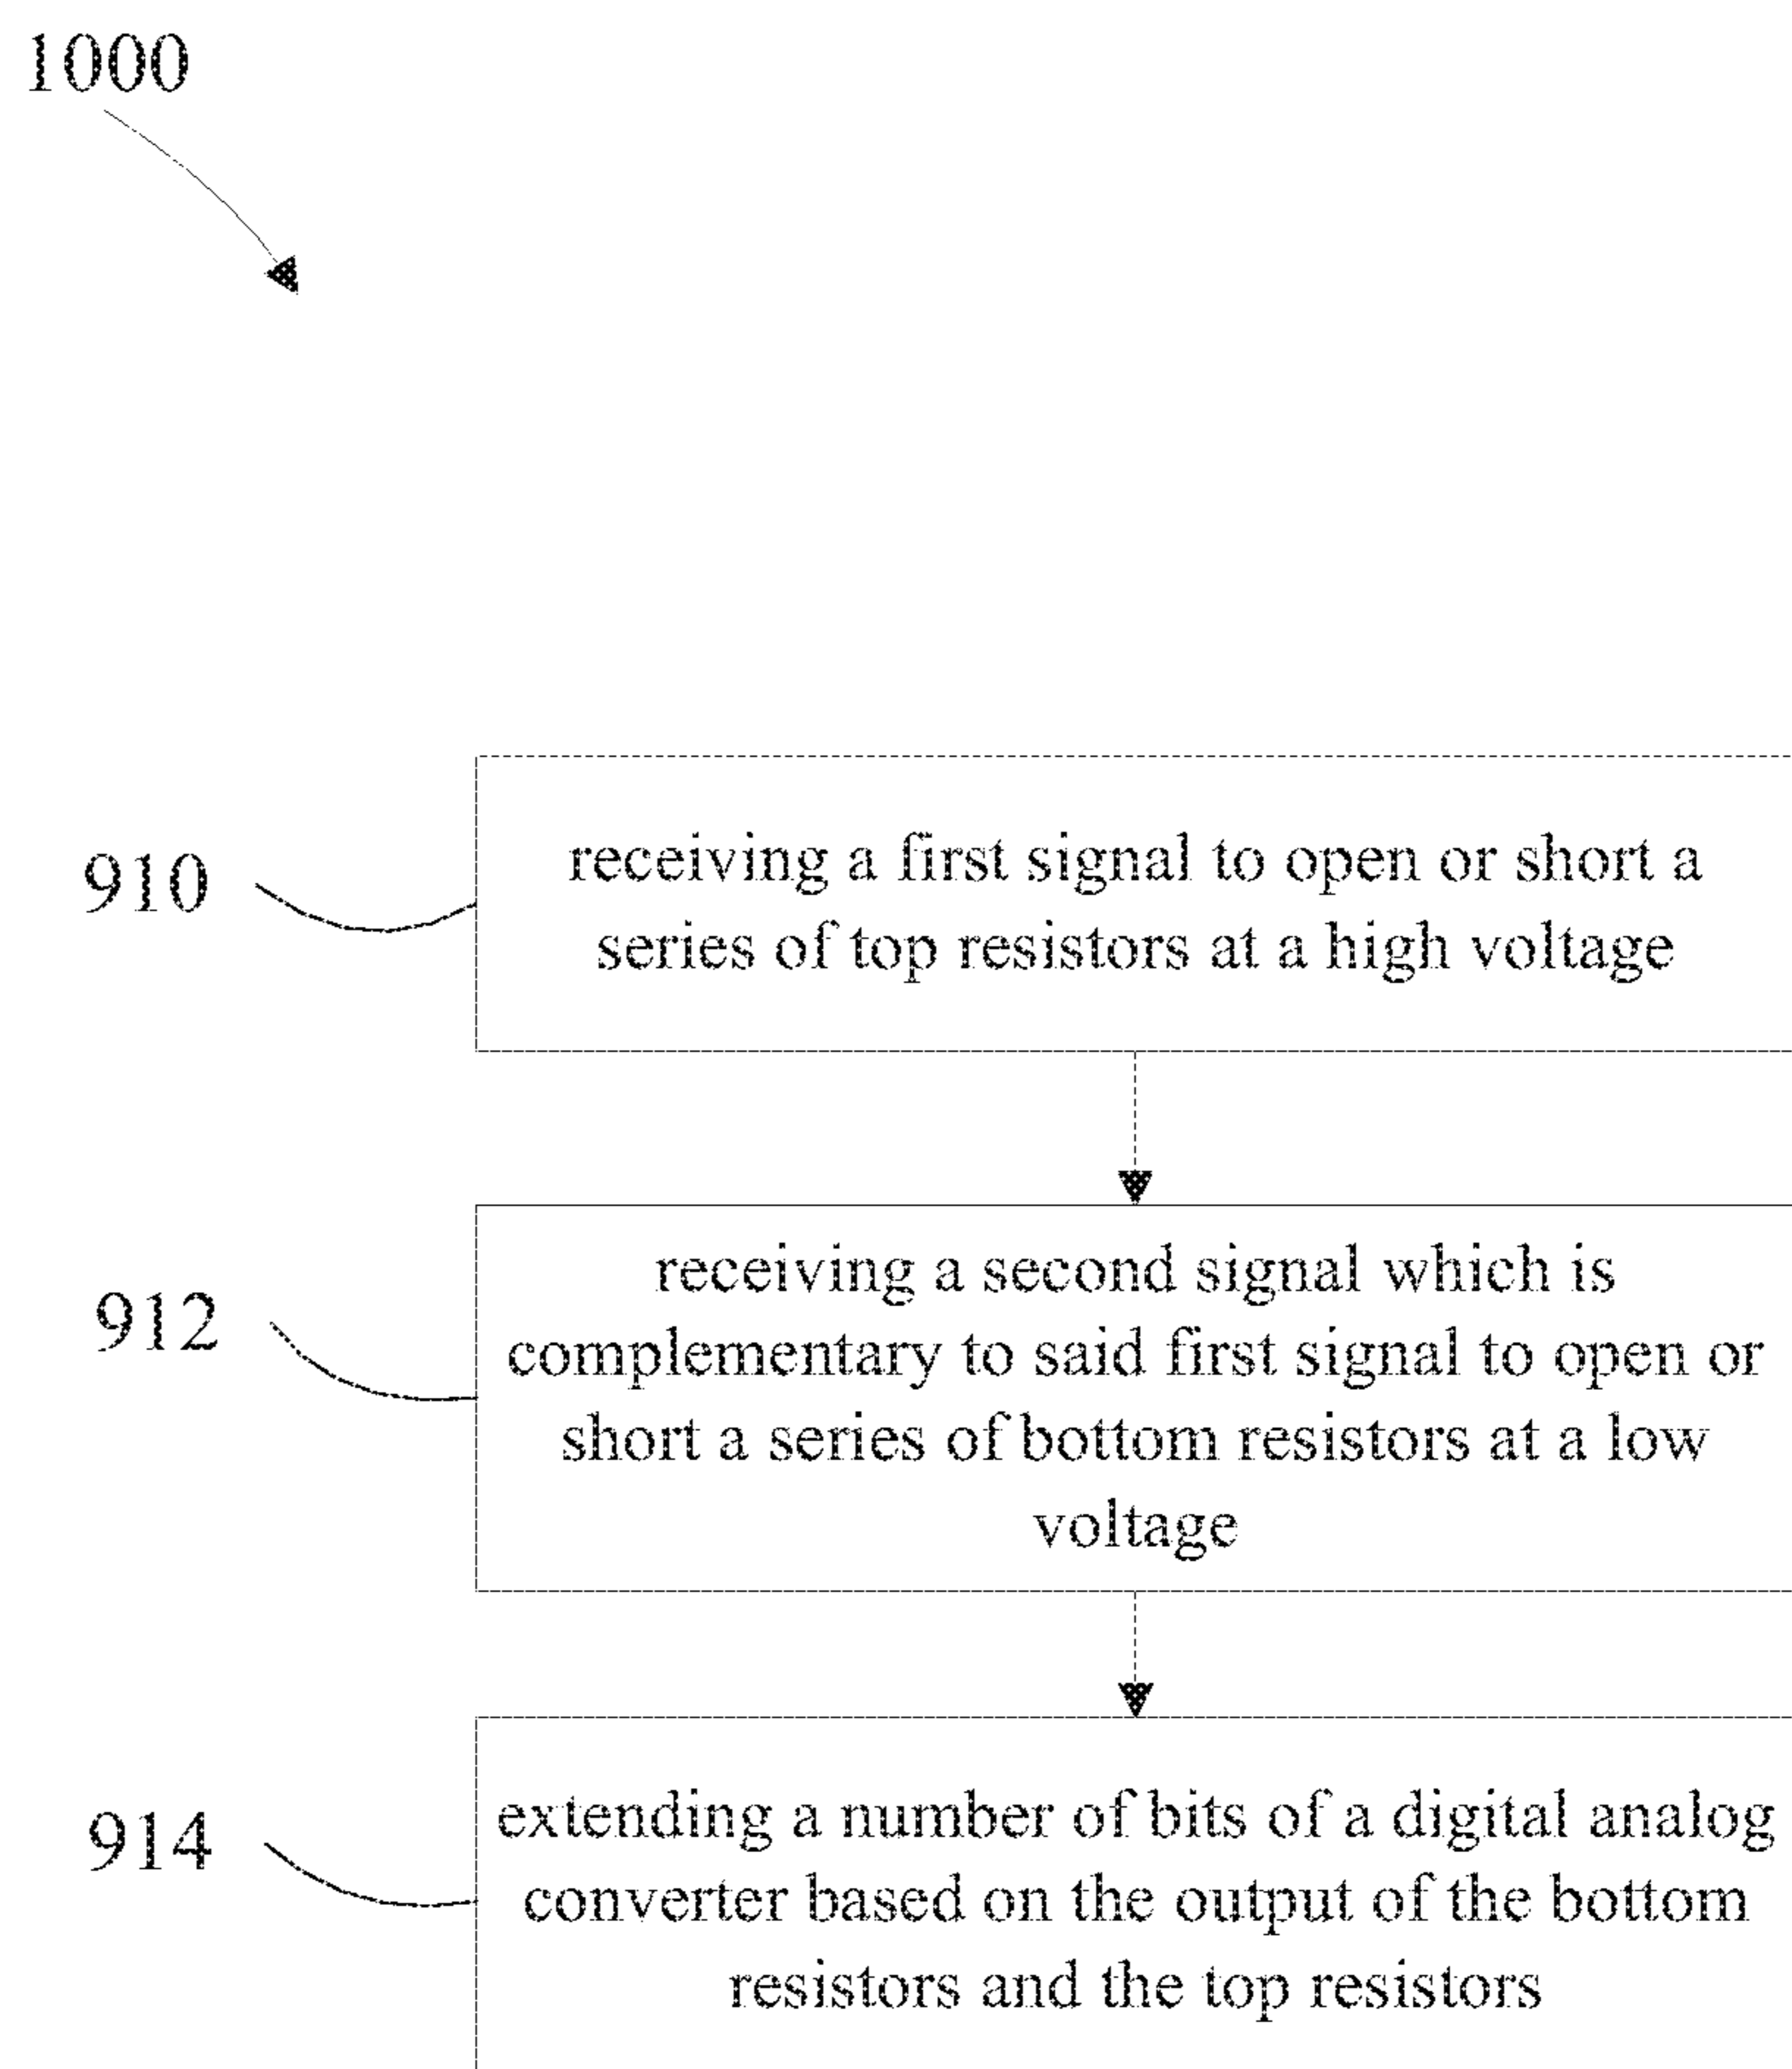 1000
910
receiving a first signal to open or short a
series of top resistors at a high voltage
912
receiving a second signal which is
complementary to said first signal to open or
short a series of bottom resistors at a low
voltage
914
extending a number of bits of a digital analog
converter based on the output of the bottom
resistors and the top resistors